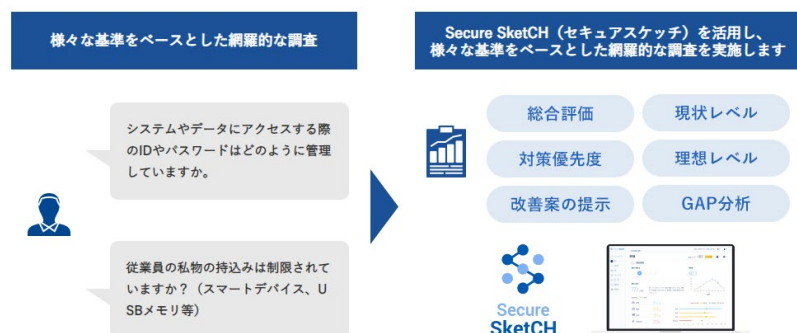 様々な基準をベースとした網羅的な調査
Secure SketCH（セキュアスケッチ）を活用し、
様々な基準をベースとした網羅的な調査を実施します
システムやデータにアクセスする際
のIDやパスワードはどのように管理
していますか。
従業員の私物の持込みは制限されて
いますか？（スマートデバイス、U
SBメモリ等）
総合評価
現状レベル
対策優先度
理想レベル
改善案の提示
GAP分析
Secure
SketCH